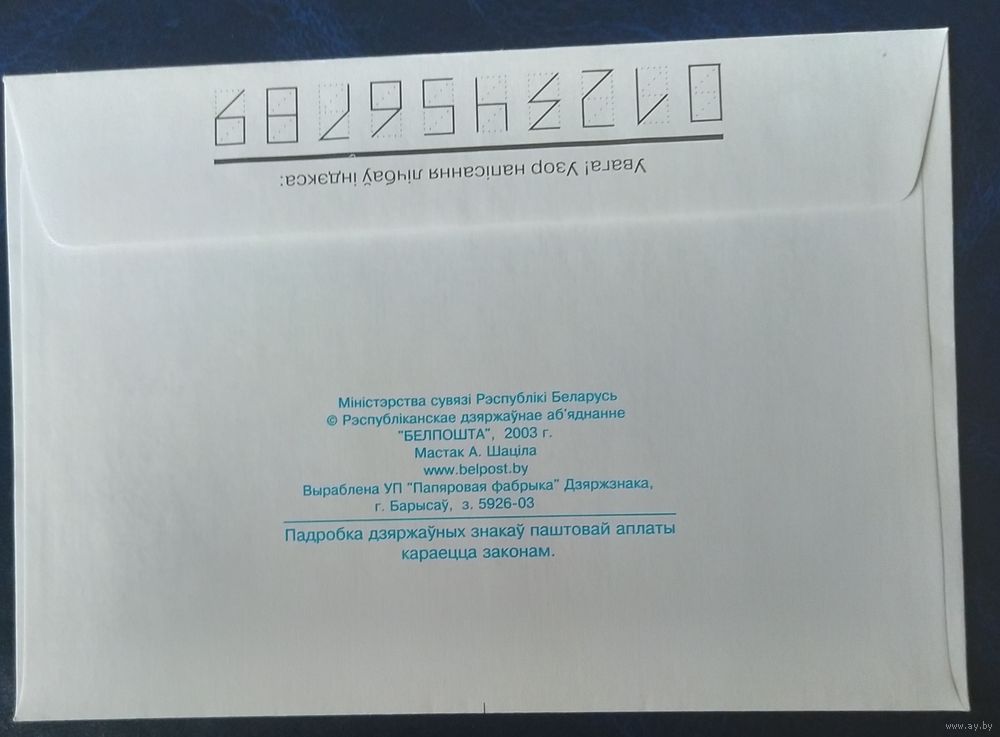 Увага! Узор напісання лічбаў індэкса:
0123456789
Міністэрства сувязі Рэспублікі Беларусь
© Рэспубліканскае дзяржаўнае аб'яднанне
"БЕЛПОШТА", 2003 г.
Мастак А. Шаціла
www.belpost.by
Выраблена УП "Папяровая фабрыка" Дзяржзнака,
г. Барысаў, з. 5926-03
Падробка дзяржаўных знакаў паштовай аплаты
караецца законам.
www.ay.by